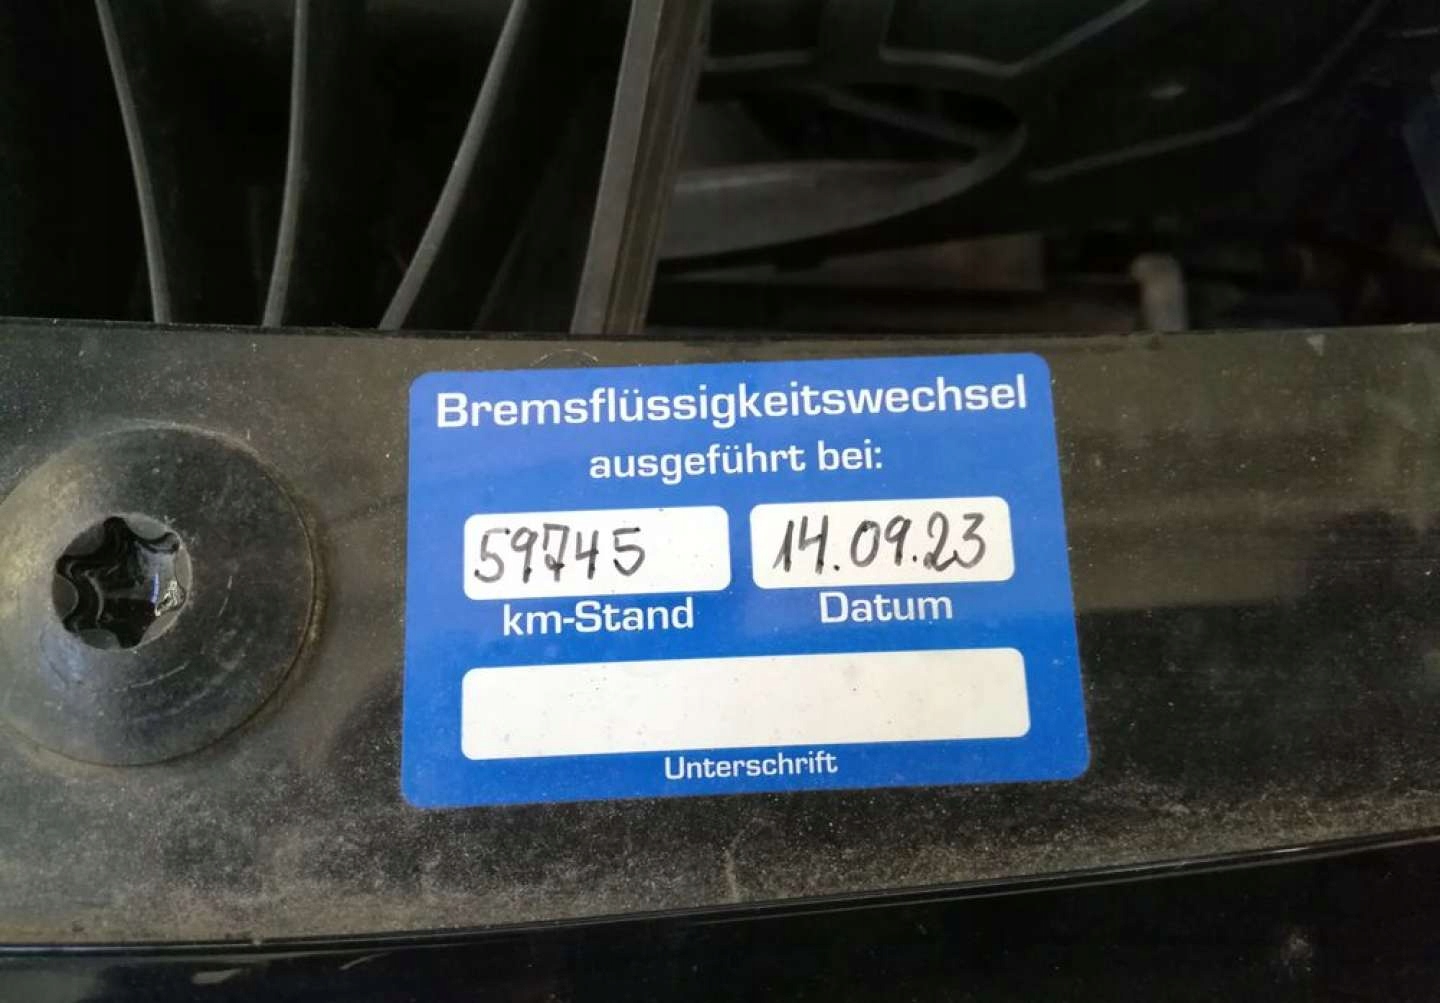 Bremsflüssigkeitswechsel
ausgeführt bei:
59745 14.09.23
km-Stand Datum
Unterschrift